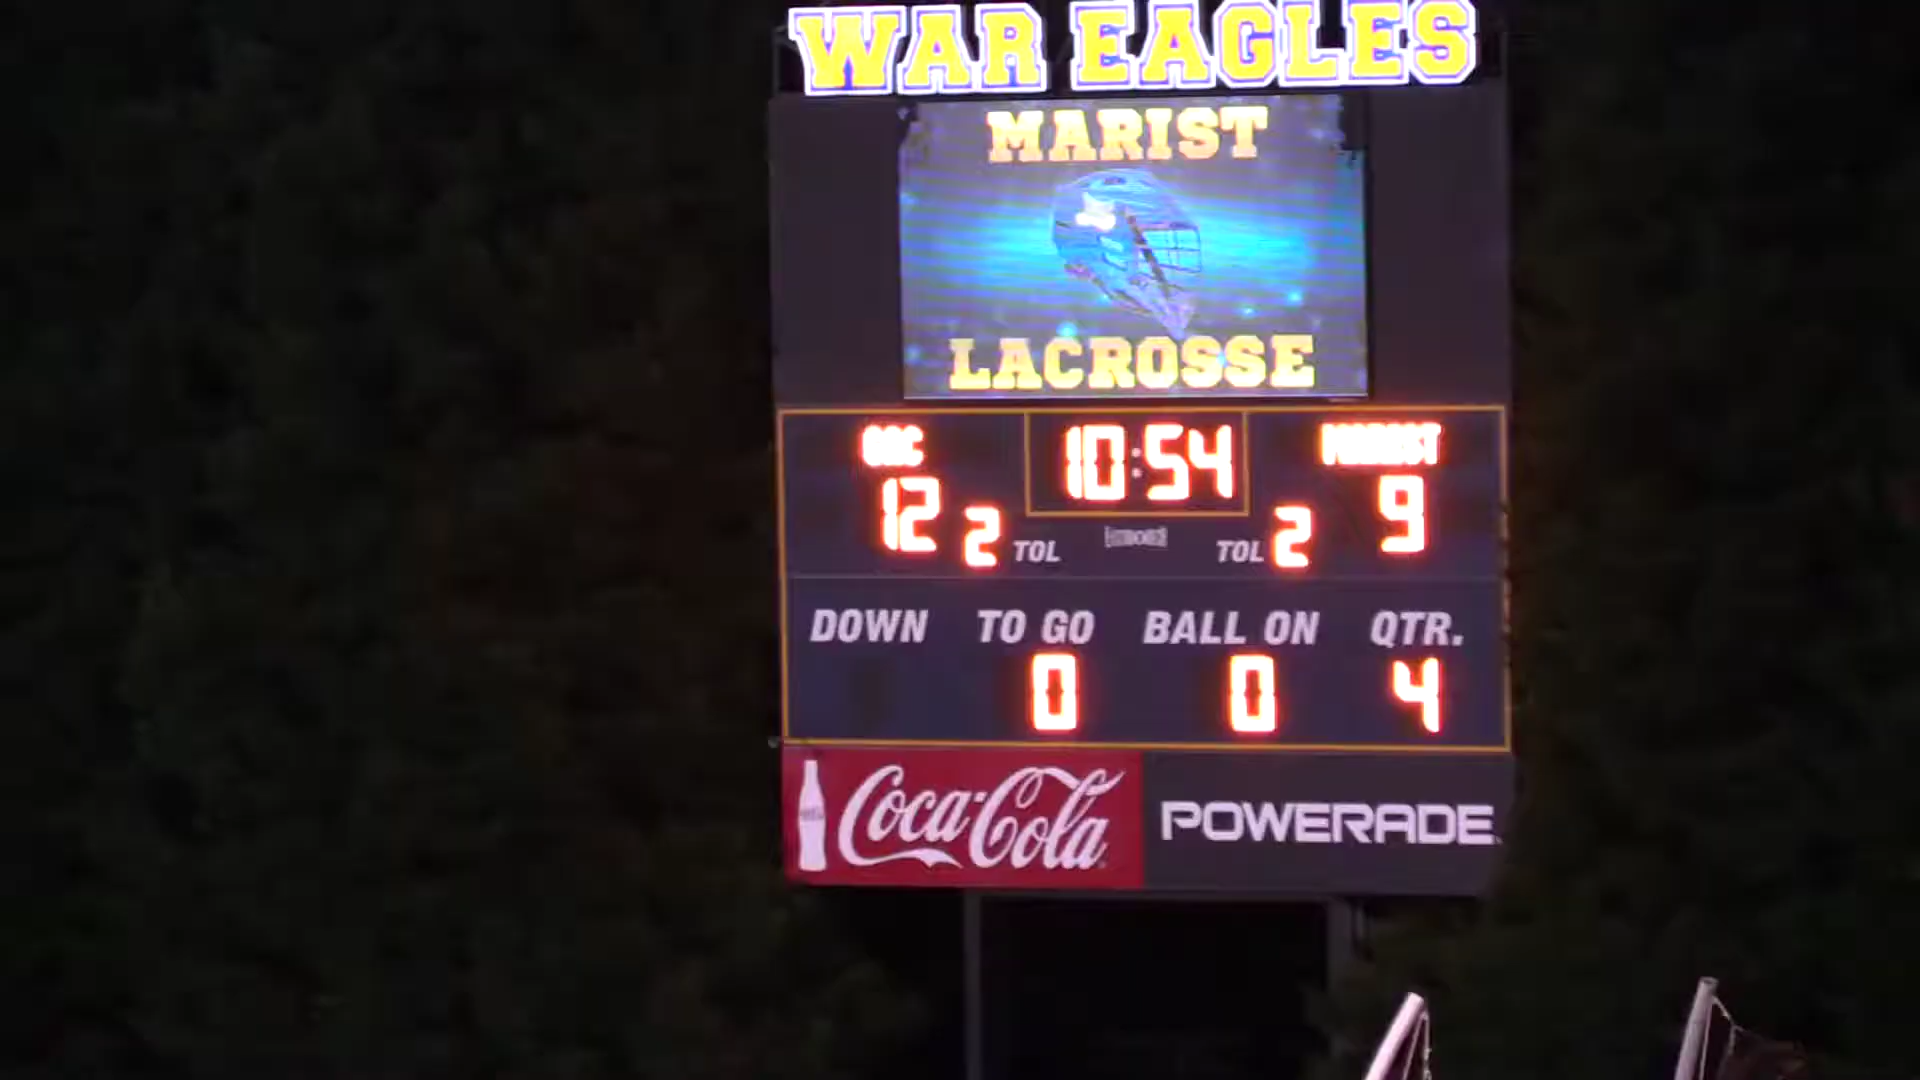 WAR EAGLES
MARIST
LACROSSE
10:54
MARIST
12
2
TOL
TOL
2
9
DOWN
TO GO
BALL ON
QTR.
0
0
4
Coca-Cola
POWERADE